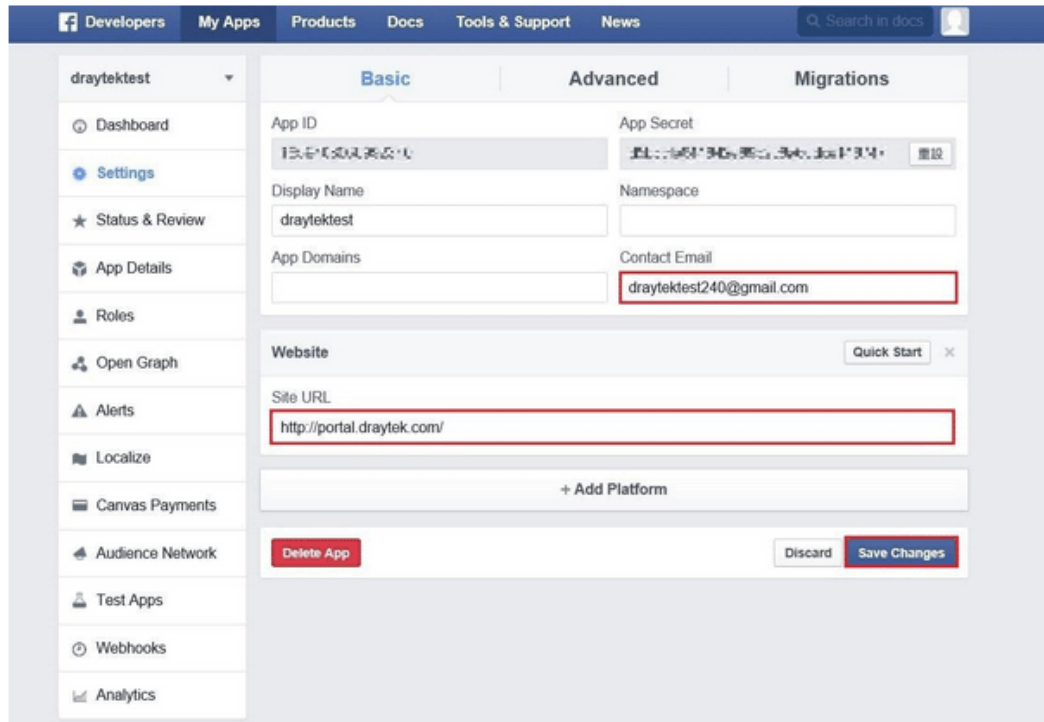 Developers My Apps Products Docs Tools & Support News Search in docs
draytektest
Dashboard
Settings
Status & Review
App Details
Roles
Open Graph
Alerts
Localize
Canvas Payments
Audience Network
Test Apps
Webhooks
Analytics
Basic Advanced Migrations
App ID App Secret
重設
Display Name Namespace
draytektest
App Domains Contact Email
draytektest240@gmail.com
Website Quick Start
Site URL
http://portal.draytek.com/
+ Add Platform
Delete App Discard Save Changes